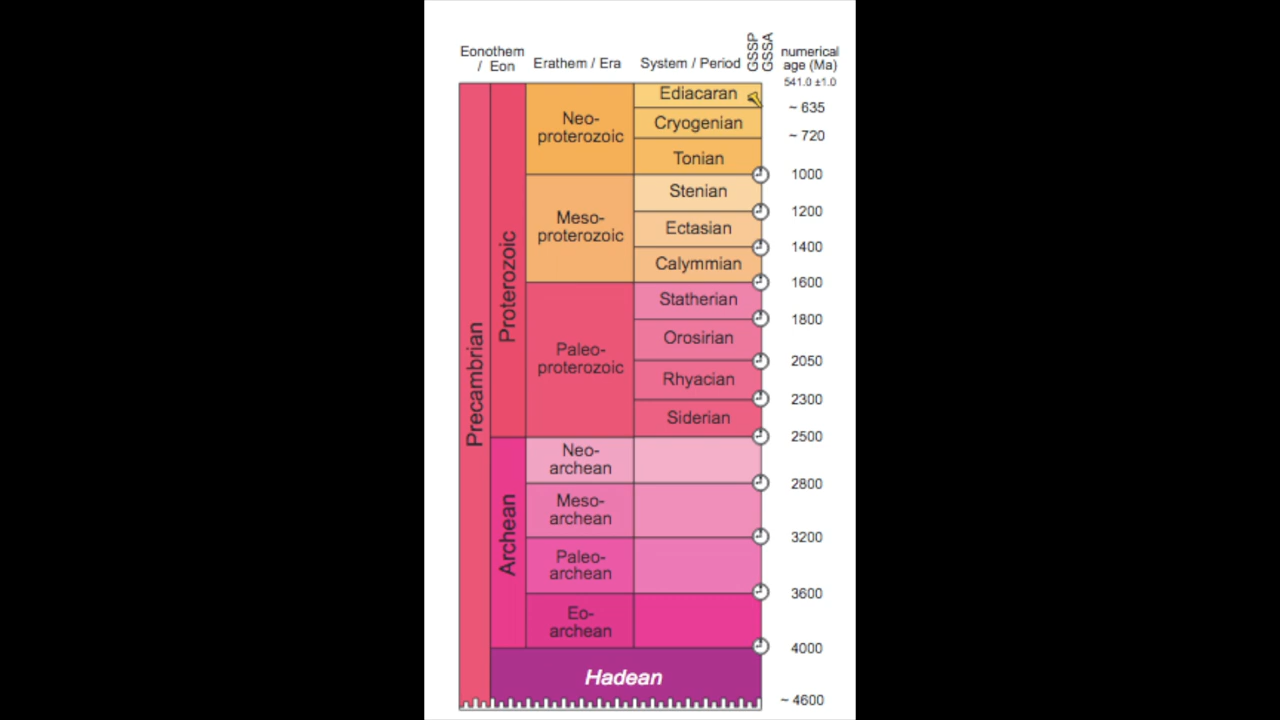 Eonothem
/ Eon
Erathem / Era
System / Period
GSSP
GSSA
numerical
age (Ma)
541.0 ±1.0
Precambrian
Proterozoic
Neo-
proterozoic
Ediacaran
~ 635
Cryogenian
~ 720
Tonian
1000
Meso-
proterozoic
Stenian
1200
Ectasian
1400
Calymmian
1600
Paleo-
proterozoic
Statherian
1800
Orosirian
2050
Rhyacian
2300
Siderian
2500
Archean
Neo-
archean
2800
Meso-
archean
3200
Paleo-
archean
3600
Eo-
archean
4000
Hadean
~ 4600